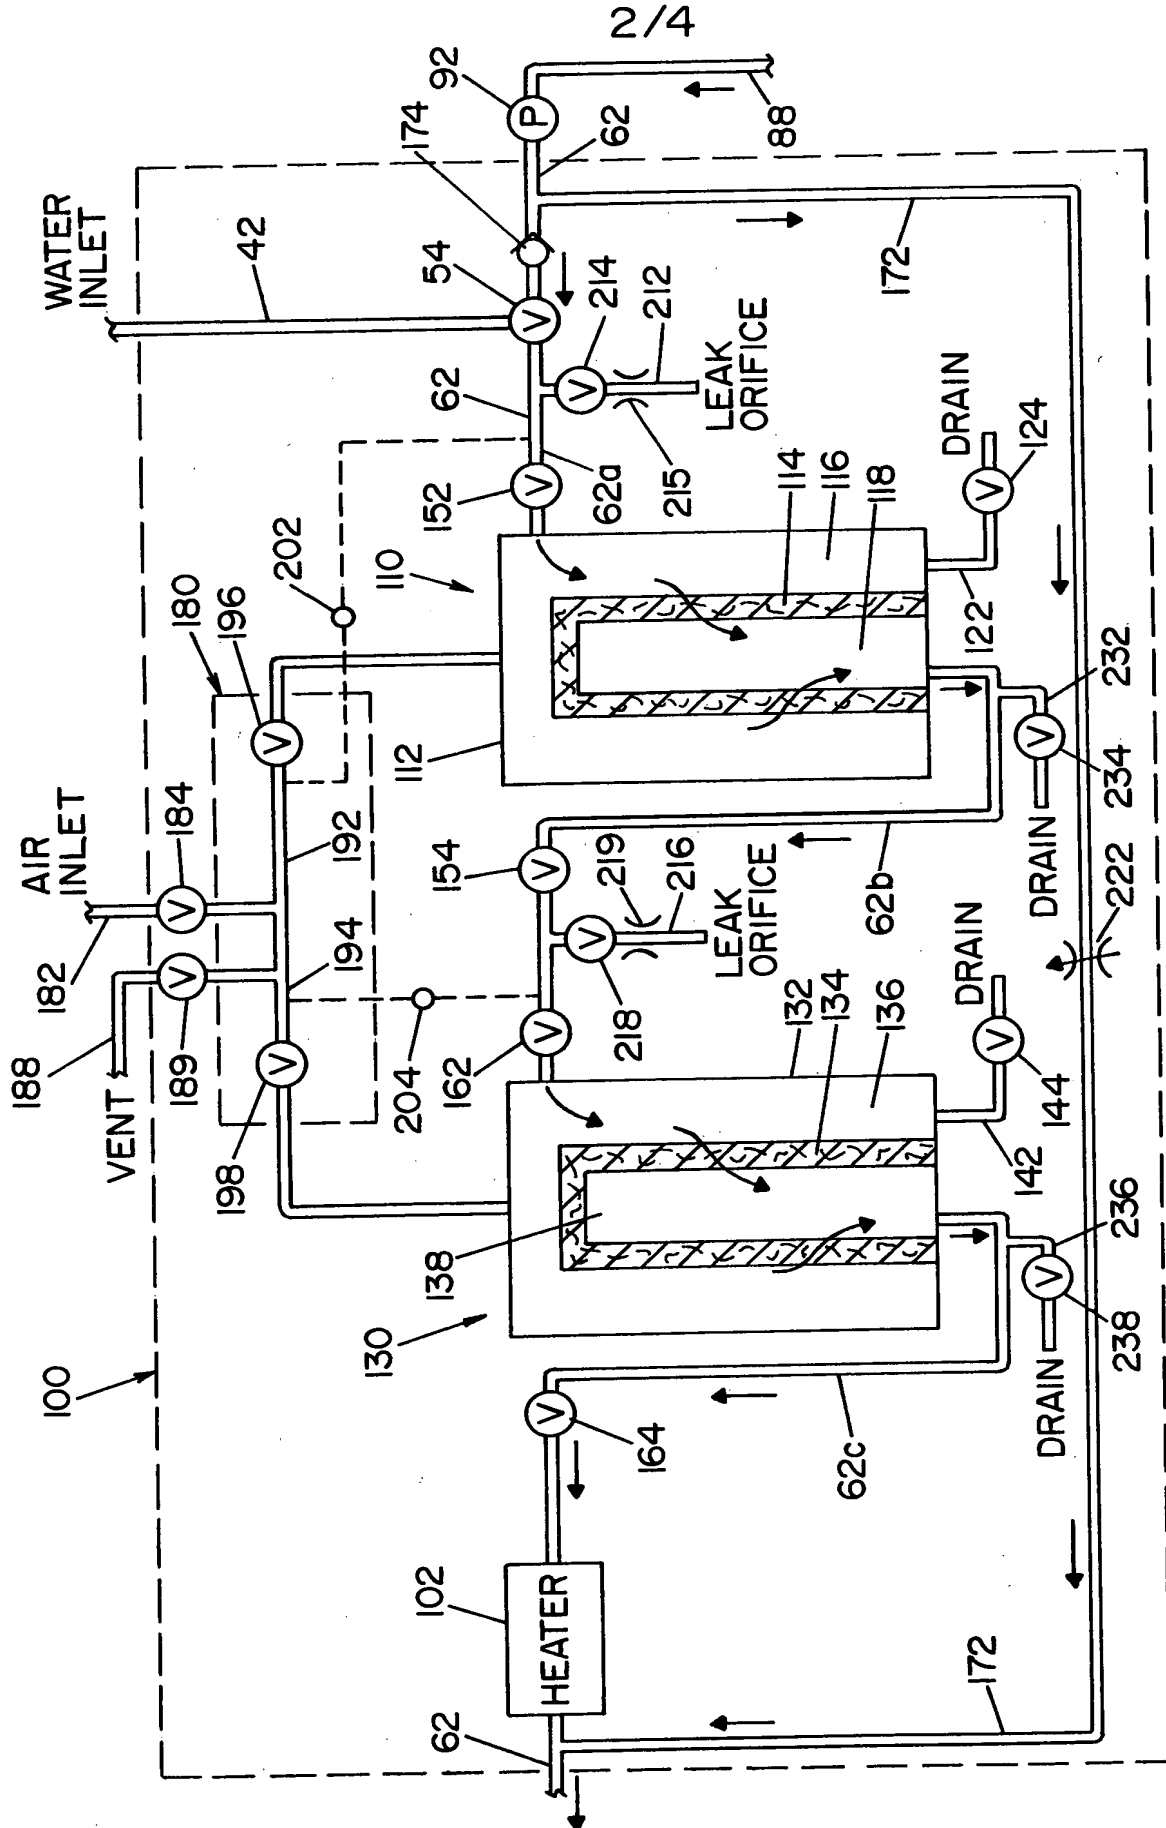 2/4
WATER
INLET
42
54
174
92
P
62
88
172
V
62
214
V
212
215
LEAK
ORIFICE
62a
152
V
202
110
180
196
V
112
114
116
118
DRAIN
124
V
122
232
234
V
DRAIN
AIR
INLET
182
184
V
192
194
188
189
V
VENT
198
V
204
154
V
219
216
218
V
LEAK
ORIFICE
62b
222
162
V
132
134
136
138
130
DRAIN
144
V
142
236
238
V
DRAIN
100
164
V
62c
102
HEATER
62
172